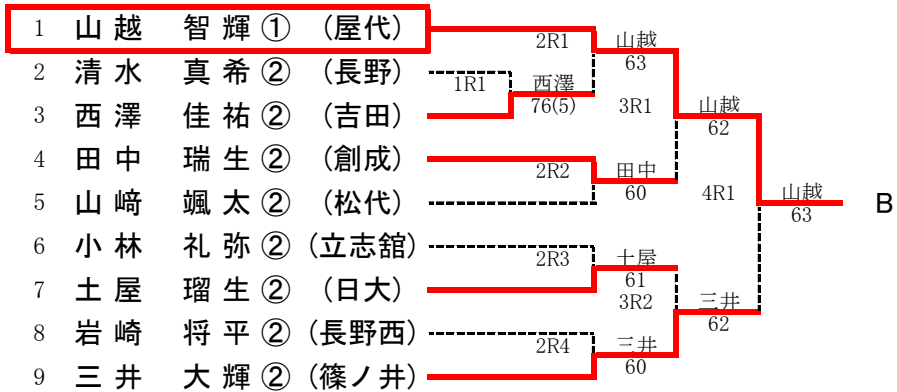 1 山越 智輝① (屋代)
2 清水 真希② (長野)
3 西澤 佳祐② (吉田)
4 田中 瑞生② (創成)
5 山﨑 颯太② (松代)
6 小林 礼弥② (立志舘)
7 土屋 瑠生② (日大)
8 岩崎 将平② (長野西)
9 三井 大輝② (篠ノ井)
1R1
西澤
76(5)
2R1
山越
63
2R2
田中
60
2R3
土屋
61
2R4
三井
60
3R1
山越
62
3R2
三井
62
4R1
山越
63
B